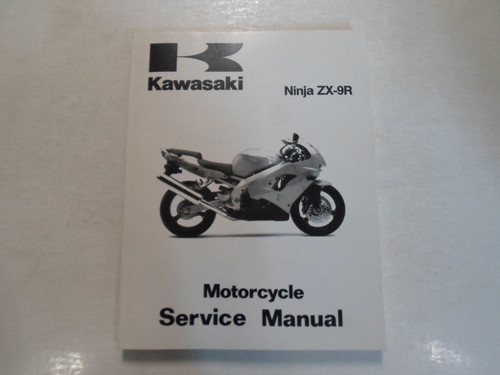 Kawasaki
Ninja ZX-9R
Motorcycle
Service Manual